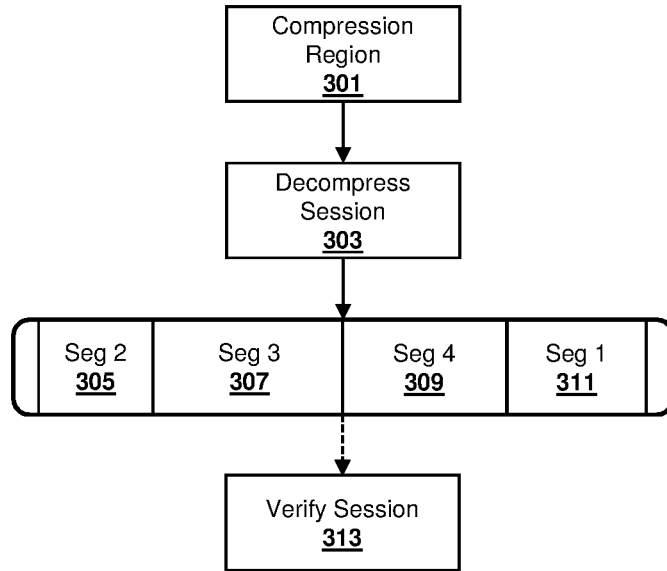 Compression
Region
301
Decompress
Session
303
Seg 2
305
Seg 3
307
Seg 4
309
Seg 1
311
Verify Session
313